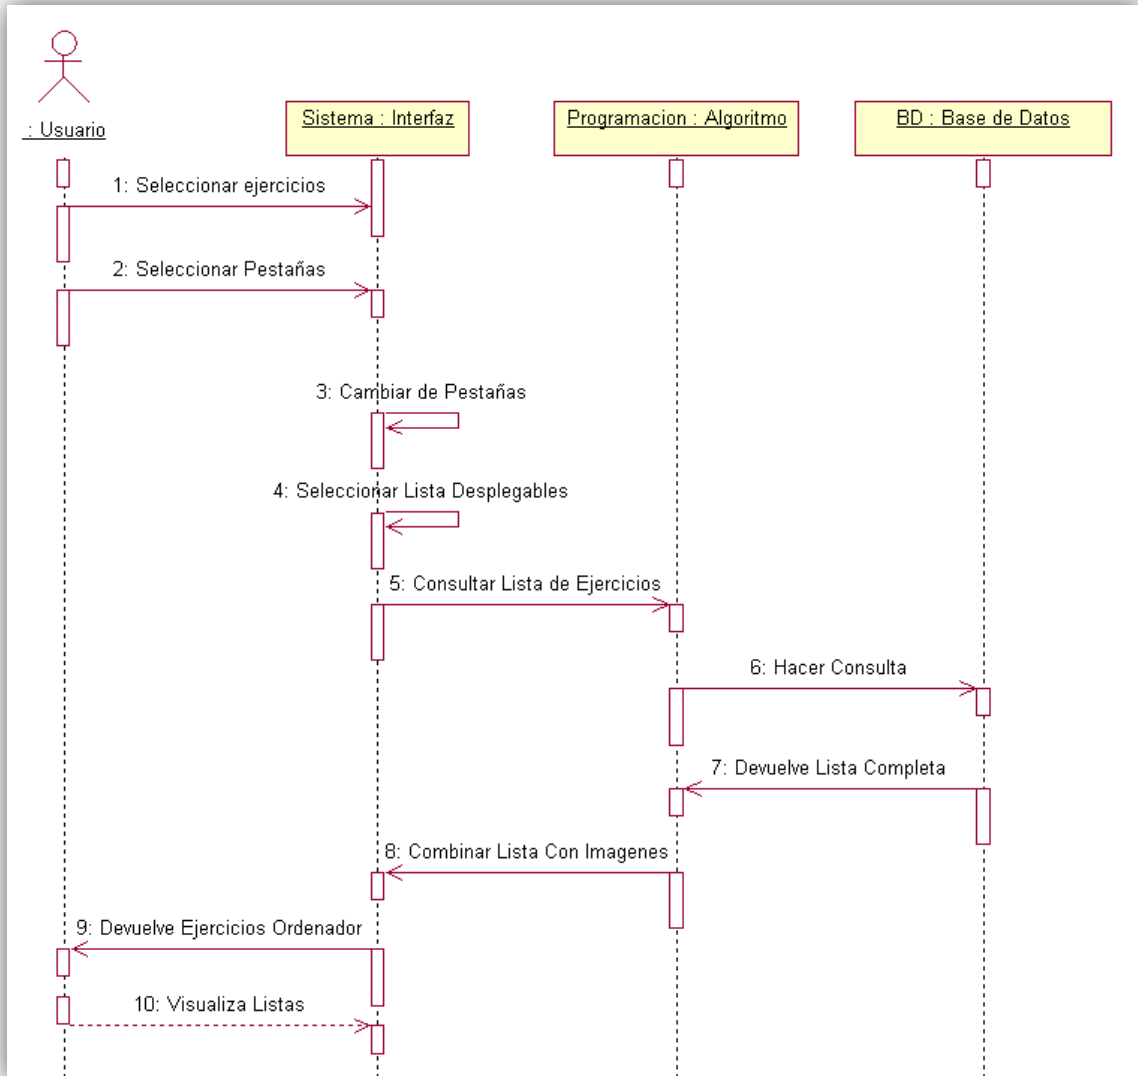 : Usuario
Sistema : Interfaz
Programacion : Algoritmo
BD : Base de Datos
1: Seleccionar ejercicios
2: Seleccionar Pestañas
3: Cambiar de Pestañas
4: Seleccionar Lista Desplegables
5: Consultar Lista de Ejercicios
6: Hacer Consulta
7: Devuelve Lista Completa
8: Combinar Lista Con Imagenes
9: Devuelve Ejercicios Ordenador
10: Visualiza Listas